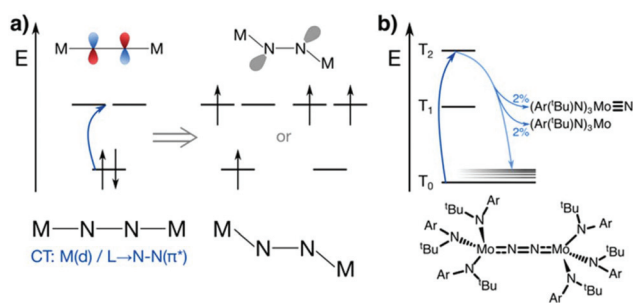 a)
E
M M
M N N M
or
M—N—N—M
CT: M(d) / L→N-N(π*)
M N N M
b)
E
T₂
T₁
T₀
2%
(Ar(ᵗBu)N)₃Mo≡N
(Ar(ᵗBu)N)₃Mo
2%
Ar ᵗBu ᵗBu Ar
N N
ᵗBu ᵗBu
N Mo=N=N=Mo N
Ar Ar
N N
Ar ᵗBu ᵗBu Ar